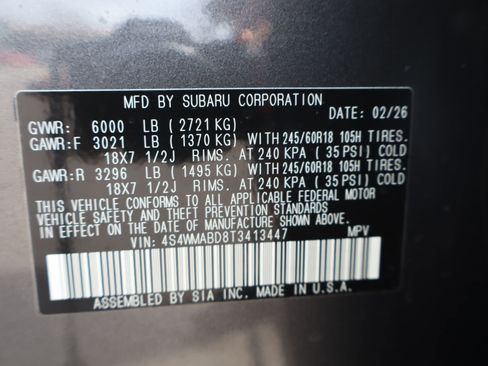 MFD BY SUBARU CORPORATION
DATE: 02/26
GVWR: 6000 LB (2721 KG)
GAWR:F 3021 LB (1370 KG) WITH 245/60R18 105H TIRES.
18X7 1/2J RIMS. AT 240 KPA (35 PSI) COLD
GAWR:R 3296 LB (1495 KG) WITH 245/60R18 105H TIRES.
18X7 1/2J RIMS. AT 240 KPA (35 PSI) COLD
THIS VEHICLE CONFORMS TO ALL APPLICABLE FEDERAL MOTOR
VEHICLE SAFETY AND THEFT PREVENTION STANDARDS
IN EFFECT ON THE DATE OF MANUFACTURE SHOWN ABOVE.
VIN: 4S4WMABD8T3413447 MPV
ASSEMBLED BY SIA INC. MADE IN U.S.A.